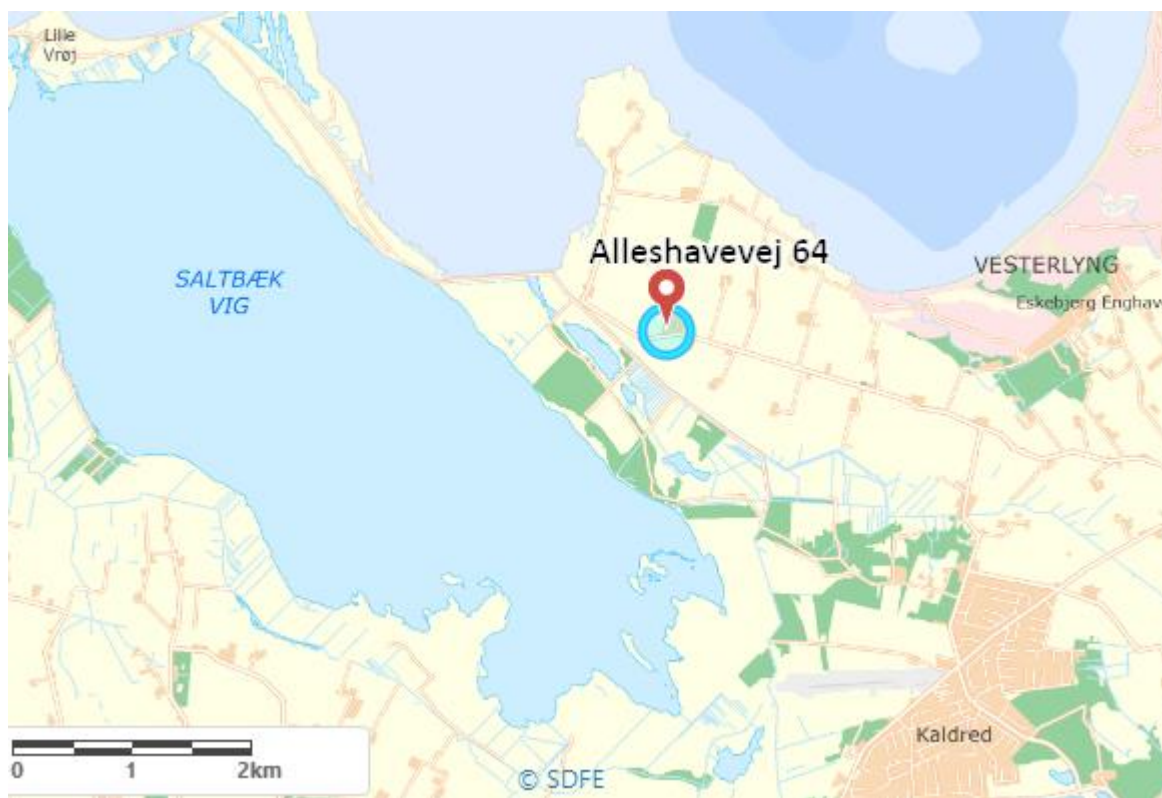 Lille
Vrøj
Alleshavevej 64
SALTBÆK
VIG
VESTERLYNG
Eskebjerg Enghav
Kaldred
0 1 2km
© SDFE